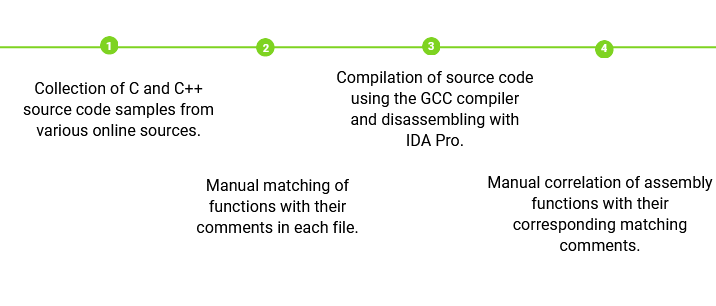 1
Collection of C and C++
source code samples from
various online sources.
2
Manual matching of
functions with their
comments in each file.
3
Compilation of source code
using the GCC compiler
and disassembling with
IDA Pro.
4
Manual correlation of assembly
functions with their
corresponding matching
comments.